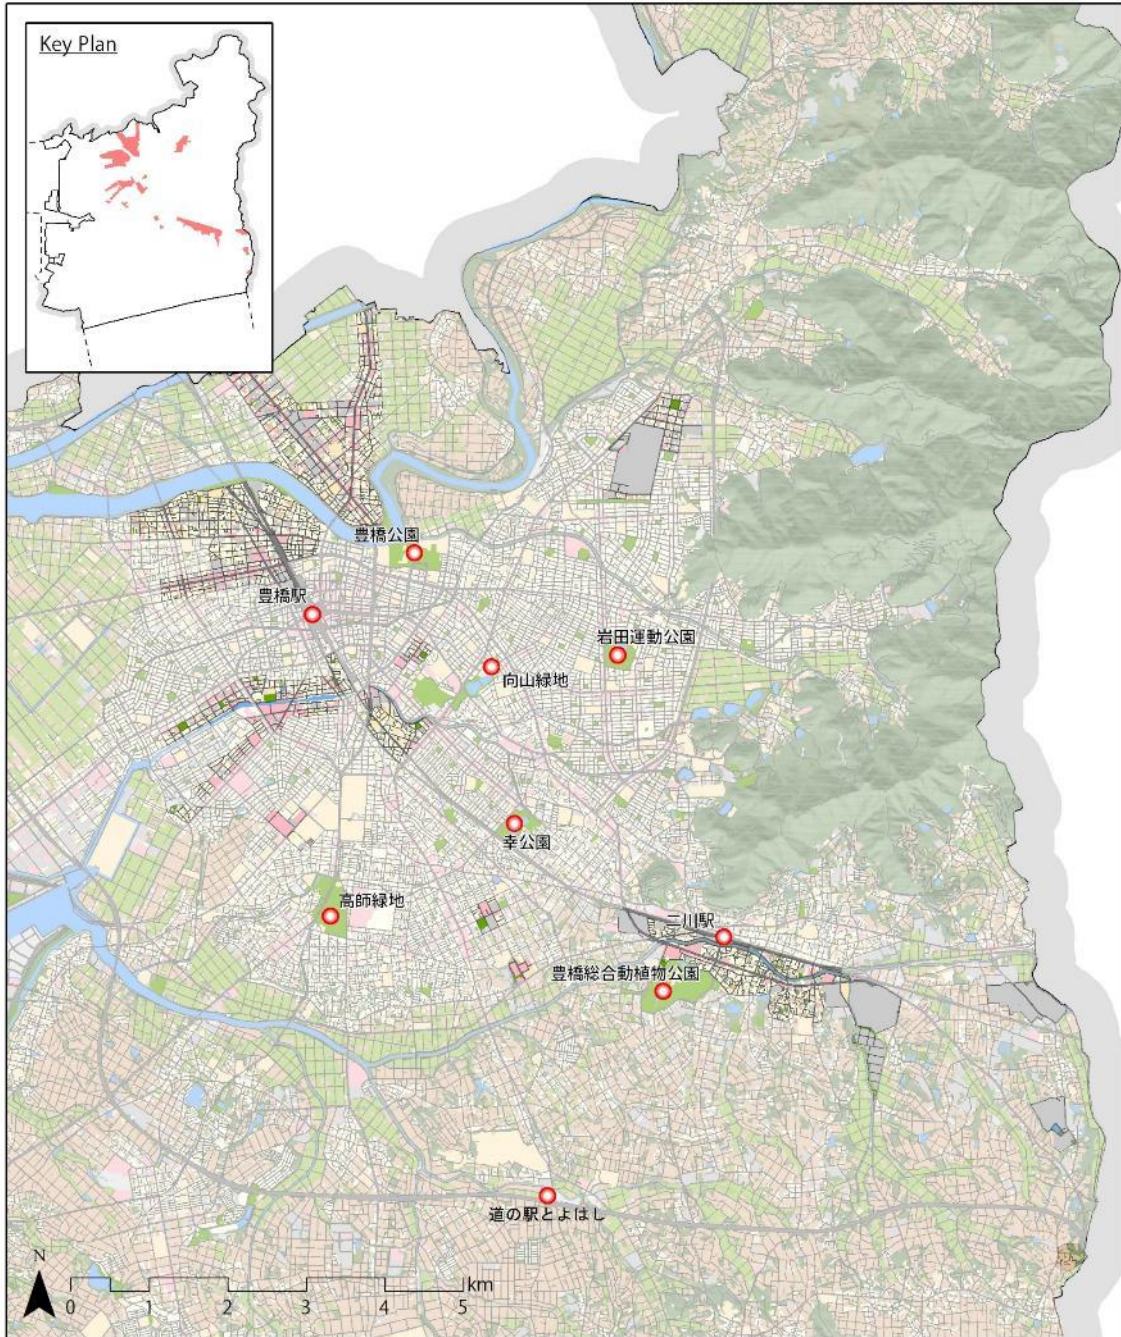 Key Plan
豊橋公園
豊橋駅
岩田運動公園
向山緑地
幸公園
高師緑地
二川駅
豊橋総合動植物公園
道の駅とよはし
N
km
0 1 2 3 4 5